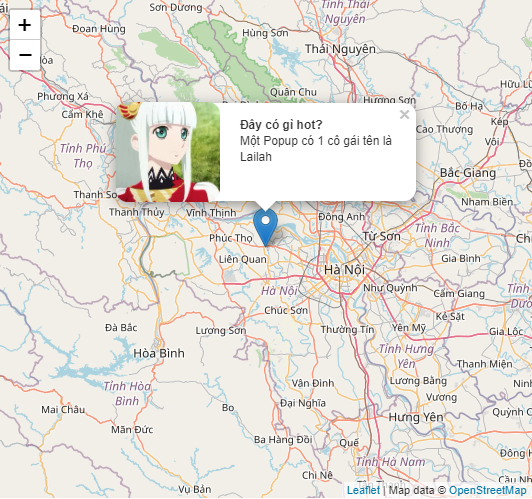 Sơn Dương
Tỉnh Thái
Nguyên
+
−
Đoan Hùng
Hùng Sơn
Thái Nguyên
Phượng Xá
Cẩm Khê
Quân Chu
Hương Sơn
Bố Hạ
Cao Thượng
Vôi
Tỉnh Phú
Thọ
Đây có gì hot?
Một Popup có 1 cô gái tên là
Lailah
×
Bắc Giang
Nham Biền
Thanh Sơn
Thanh Thủy
Vĩnh Thịnh
Đông Anh
Từ Sơn
Tỉnh Bắc
Ninh
Phúc Thọ
Liên Quan
Gia Bình
Hà Nội
Hà Nội
Như Quỳnh
Cẩm Giang
Chúc Sơn
Kẻ Sặt
Đà Bắc
Lương Sơn
Thường Tín
Yên Mỹ
Gia Lộc
Hòa Bình
Tỉnh Hưng
Yên
Thanh Miện
Tỉnh Hòa
Bình
Vân Đình
Lương Bằng
Vương
Mai Châu
Bo
Đại Nghĩa
Hưng Yên
Mãn Đức
Ba Hàng Đồi
Quế
Chi Nê
Tỉnh Hà Nam
Vụ Bản
Leaflet | Map data © OpenStreetMap